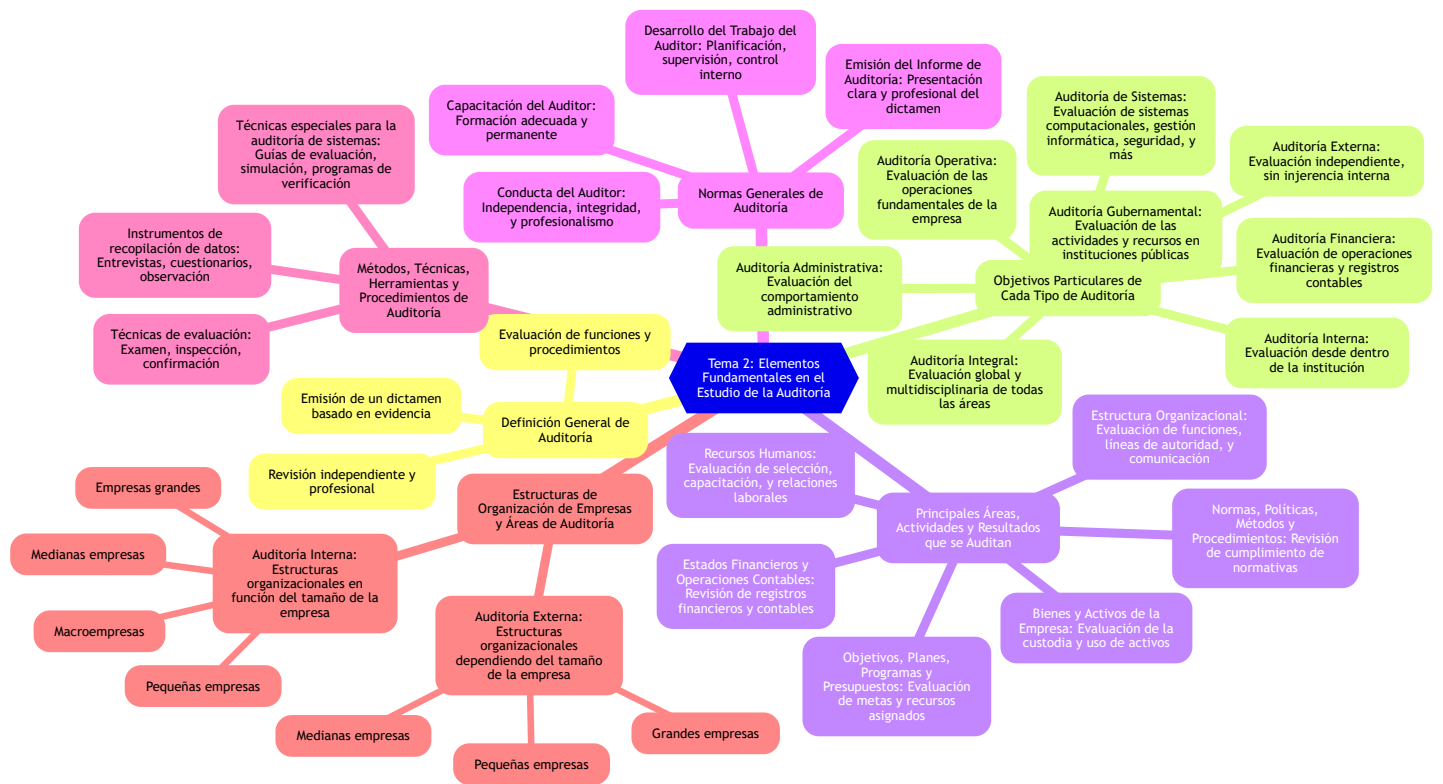 Tema 2: Elementos
Fundamentales en el
Estudio de la Auditoría
Definición General de
Auditoría
Evaluación de funciones y
procedimientos
Emisión de un dictamen
basado en evidencia
Revisión independiente y
profesional
Métodos, Técnicas,
Herramientas y
Procedimientos de
Auditoría
Técnicas especiales para la
auditoría de sistemas:
Guías de evaluación,
simulación, programas de
verificación
Instrumentos de
recopilación de datos:
Entrevistas, cuestionarios,
observación
Técnicas de evaluación:
Examen, inspección,
confirmación
Normas Generales de
Auditoría
Desarrollo del Trabajo del
Auditor: Planificación,
supervisión, control
interno
Emisión del Informe de
Auditoría: Presentación
clara y profesional del
dictamen
Capacitación del Auditor:
Formación adecuada y
permanente
Conducta del Auditor:
Independencia, integridad,
y profesionalismo
Objetivos Particulares de
Cada Tipo de Auditoría
Auditoría de Sistemas:
Evaluación de sistemas
computacionales, gestión
informática, seguridad, y
más
Auditoría Externa:
Evaluación independiente,
sin injerencia interna
Auditoría Operativa:
Evaluación de las
operaciones
fundamentales de la
empresa
Auditoría Gubernamental:
Evaluación de las
actividades y recursos en
instituciones públicas
Auditoría Financiera:
Evaluación de operaciones
financieras y registros
contables
Auditoría Administrativa:
Evaluación del
comportamiento
administrativo
Auditoría Interna:
Evaluación desde dentro
de la institución
Auditoría Integral:
Evaluación global y
multidisciplinaria de todas
las áreas
Principales Áreas,
Actividades y Resultados
que se Auditan
Estructura Organizacional:
Evaluación de funciones,
líneas de autoridad, y
comunicación
Recursos Humanos:
Evaluación de selección,
capacitación, y relaciones
laborales
Normas, Políticas,
Métodos y
Procedimientos: Revisión
de cumplimiento de
normativas
Estados Financieros y
Operaciones Contables:
Revisión de registros
financieros y contables
Bienes y Activos de la
Empresa: Evaluación de la
custodia y uso de activos
Objetivos, Planes,
Programas y
Presupuestos: Evaluación
de metas y recursos
asignados
Estructuras de
Organización de Empresas
y Áreas de Auditoría
Auditoría Interna:
Estructuras
organizacionales en
función del tamaño de la
empresa
Empresas grandes
Medianas empresas
Macroempresas
Pequeñas empresas
Auditoría Externa:
Estructuras
organizacionales
dependiendo del tamaño
de la empresa
Medianas empresas
Pequeñas empresas
Grandes empresas